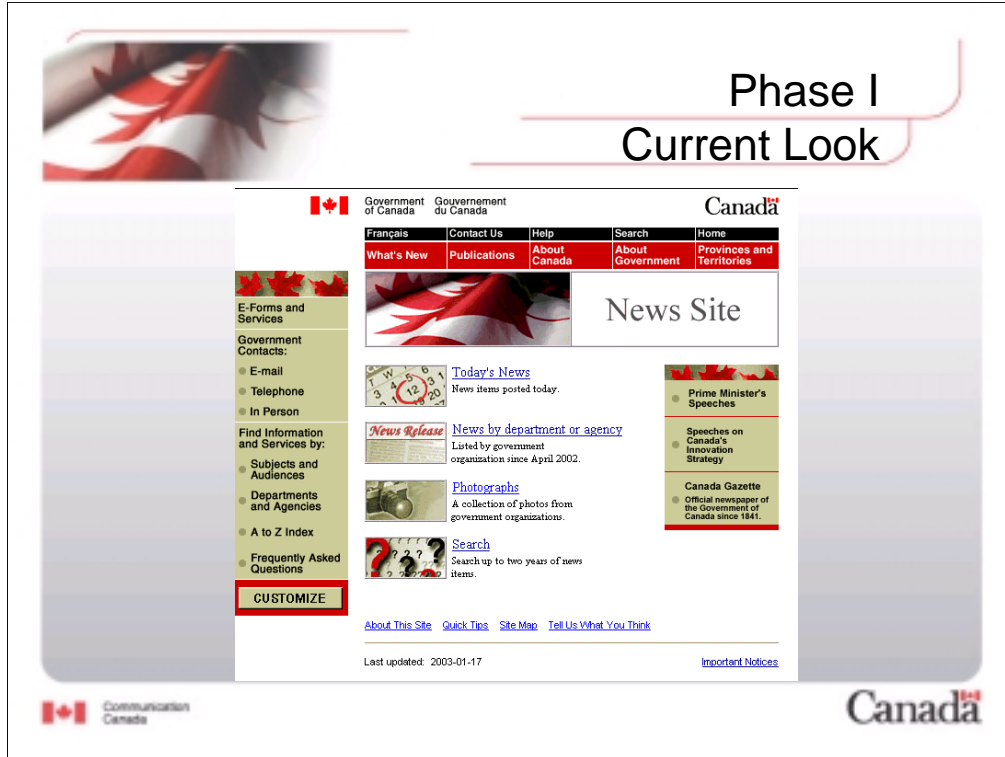 Phase I
Current Look
Government of Canada
Gouvernement du Canada
Canada
Français Contact Us Help Search Home
What's New Publications About Canada About Government Provinces and Territories
News Site
E-Forms and
Services
Government
Contacts:
E-mail
Telephone
In Person
Find Information
and Services by:
Subjects and
Audiences
Departments
and Agencies
A to Z Index
Frequently Asked
Questions
CUSTOMIZE
Today's News
News items posted today.
News Release
News by department or agency
Listed by government
organization since April 2002.
Photographs
A collection of photos from
government organizations.
Search
Search up to two years of news
items.
Prime Minister's
Speeches
Speeches on
Canada's
Innovation
Strategy
Canada Gazette
Official newspaper of
the Government of
Canada since 1841.
About This Site Quick Tips Site Map Tell Us What You Think
Last updated: 2003-01-17 Important Notices
Communication
Canada
Canada